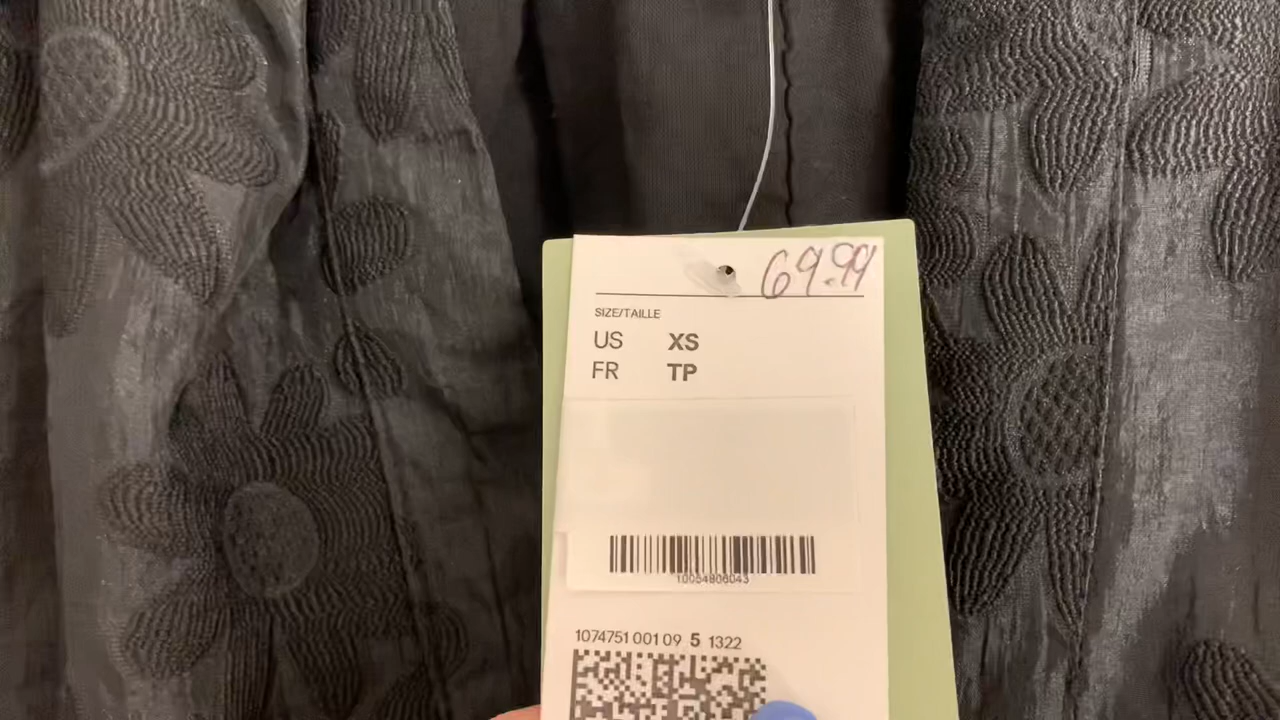 69.99
SIZE/TAILLE
US XS
FR TP
10054806043
1074751 001 09 5 1322